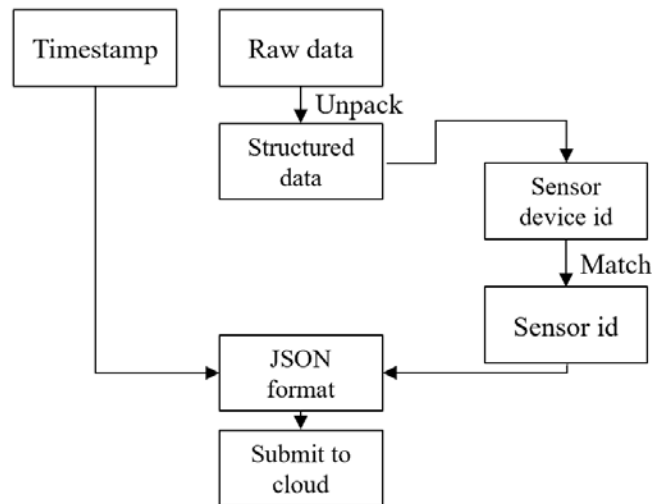 Timestamp
Raw data
Unpack
Structured
data
Sensor
device id
Match
Sensor id
JSON
format
Submit to
cloud